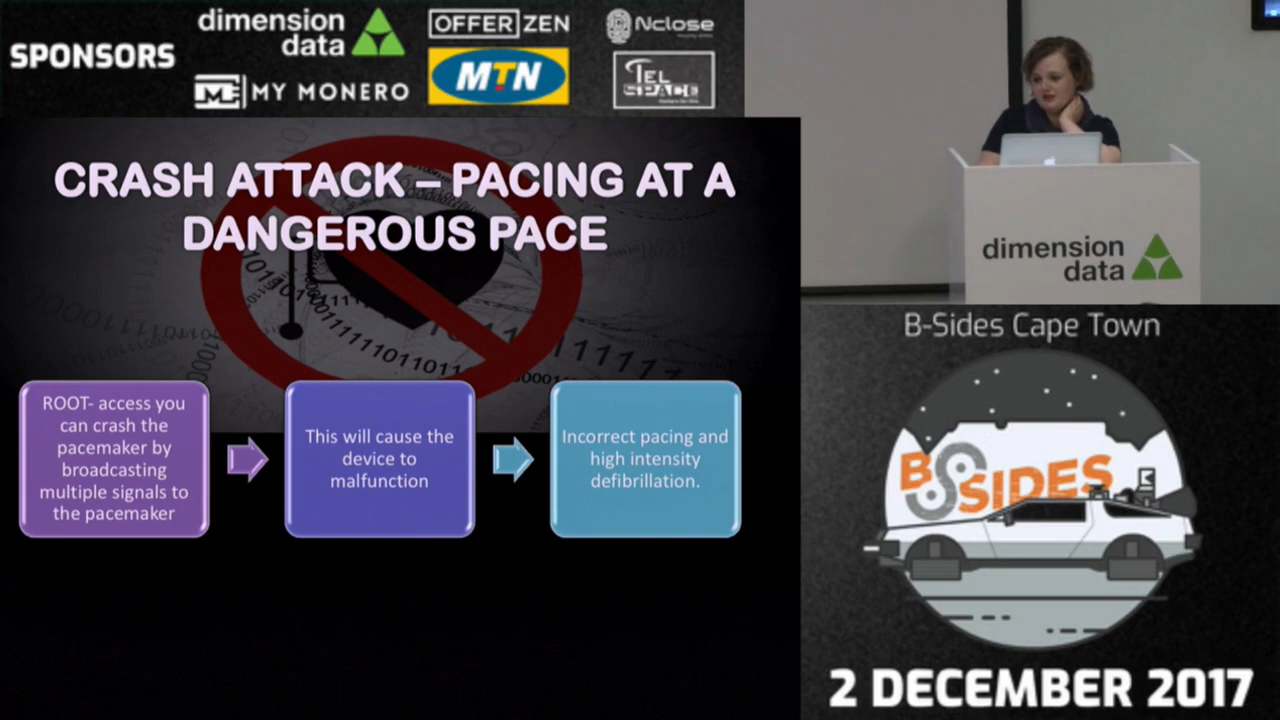 SPONSORS
dimension
data
MY MONERO
OFFERZEN
MTN
Nclose
TEL
SPACE
CRASH ATTACK – PACING AT A
DANGEROUS PACE
ROOT- access you
can crash the
pacemaker by
broadcasting
multiple signals to
the pacemaker
This will cause the
device to
malfunction
Incorrect pacing and
high intensity
defibrillation.
dimension
data
B-Sides Cape Town
BSIDES
2 DECEMBER 2017